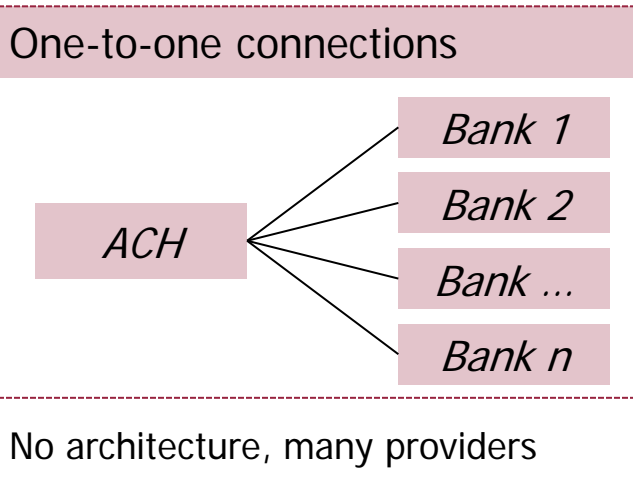 One-to-one connections
Bank 1
Bank 2
ACH
Bank ...
Bank n
No architecture, many providers